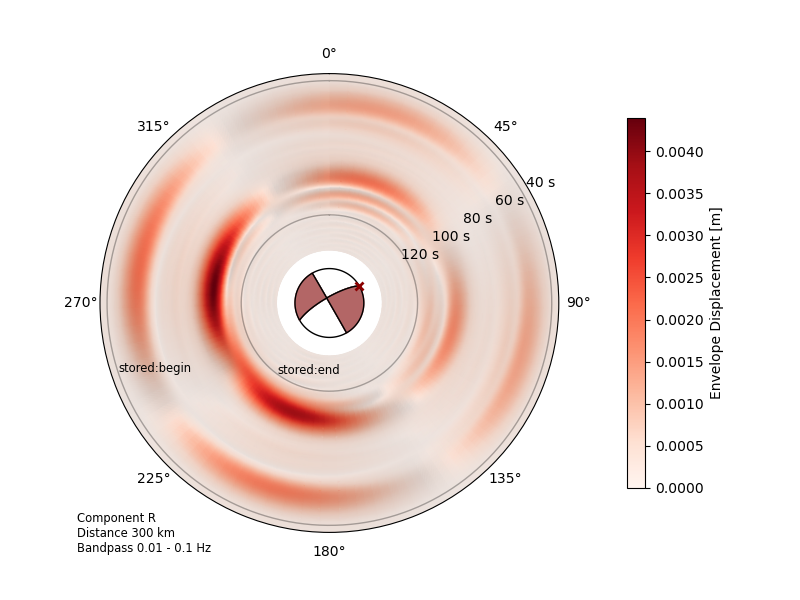 0°
45°
90°
135°
180°
225°
270°
315°
40 s
60 s
80 s
100 s
120 s
stored:begin
stored:end
Component R
Distance 300 km
Bandpass 0.01 - 0.1 Hz
0.0040
0.0035
0.0030
0.0025
0.0020
0.0015
0.0010
0.0005
0.0000
Envelope Displacement [m]